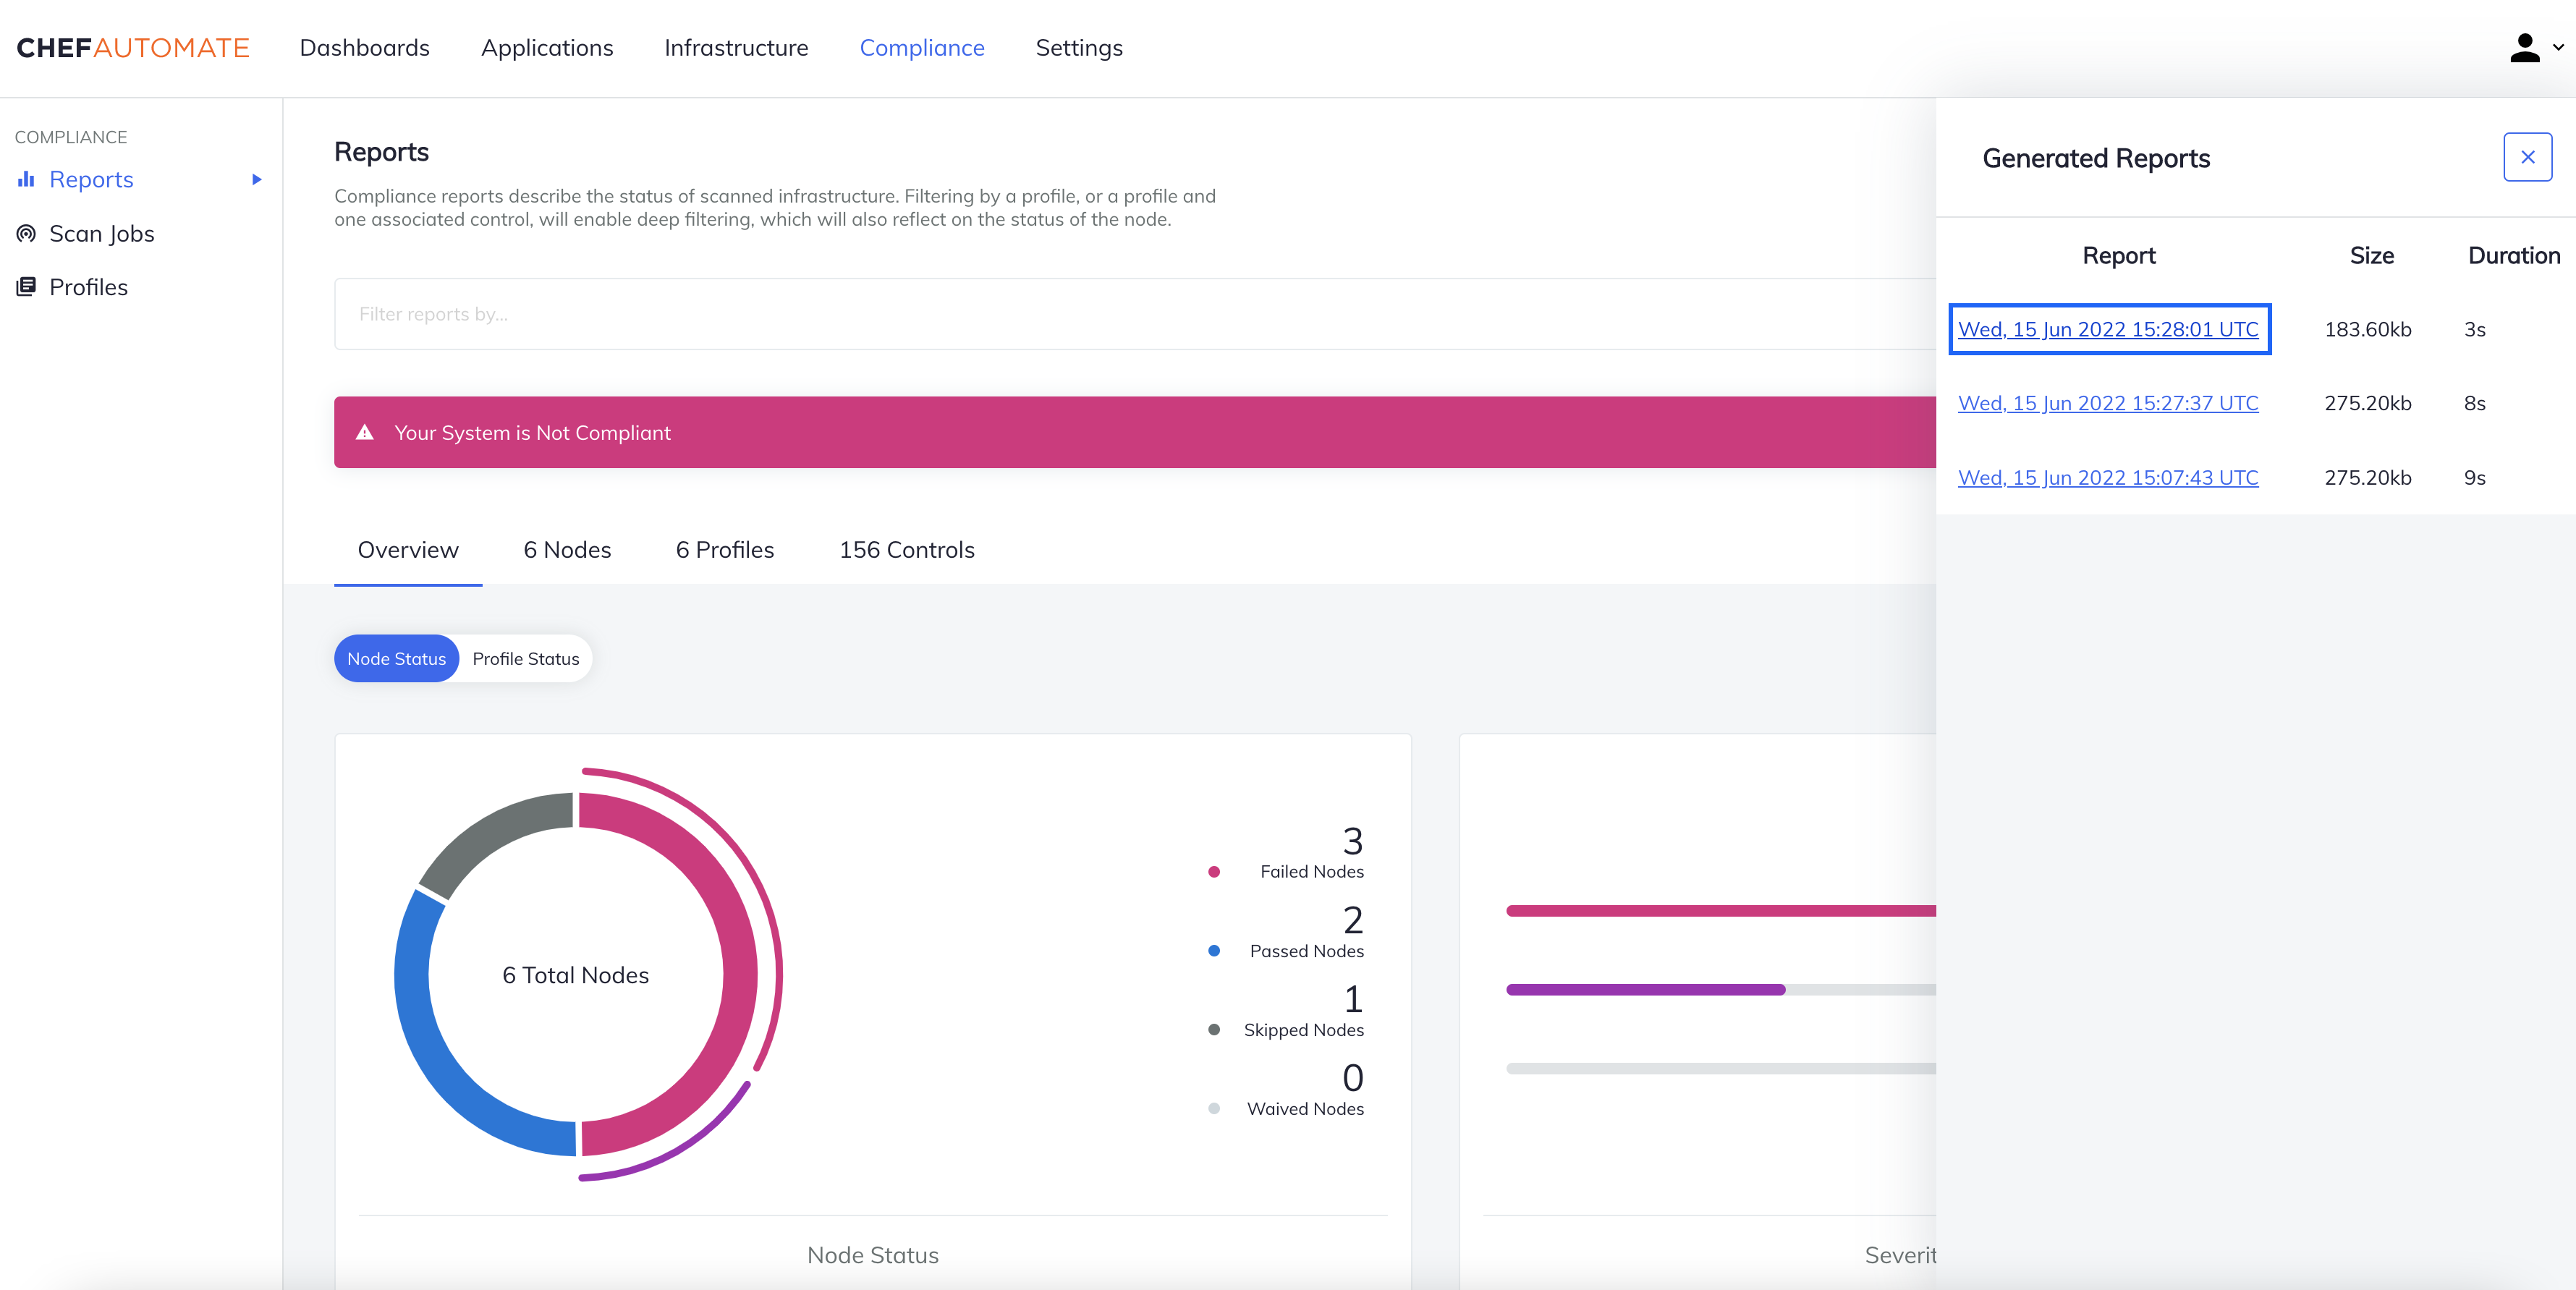 CHEFAUTOMATE
Dashboards
Applications
Infrastructure
Compliance
Settings
COMPLIANCE
Reports
Scan Jobs
Profiles
Reports
Compliance reports describe the status of scanned infrastructure. Filtering by a profile, or a profile and
one associated control, will enable deep filtering, which will also reflect on the status of the node.
Filter reports by...
Your System is Not Compliant
Overview
6 Nodes
6 Profiles
156 Controls
Node Status
Profile Status
6 Total Nodes
3
Failed Nodes
2
Passed Nodes
1
Skipped Nodes
0
Waived Nodes
Node Status
Severit
Generated Reports
Report Size Duration
Wed, 15 Jun 2022 15:28:01 UTC 183.60kb 3s
Wed, 15 Jun 2022 15:27:37 UTC 275.20kb 8s
Wed, 15 Jun 2022 15:07:43 UTC 275.20kb 9s